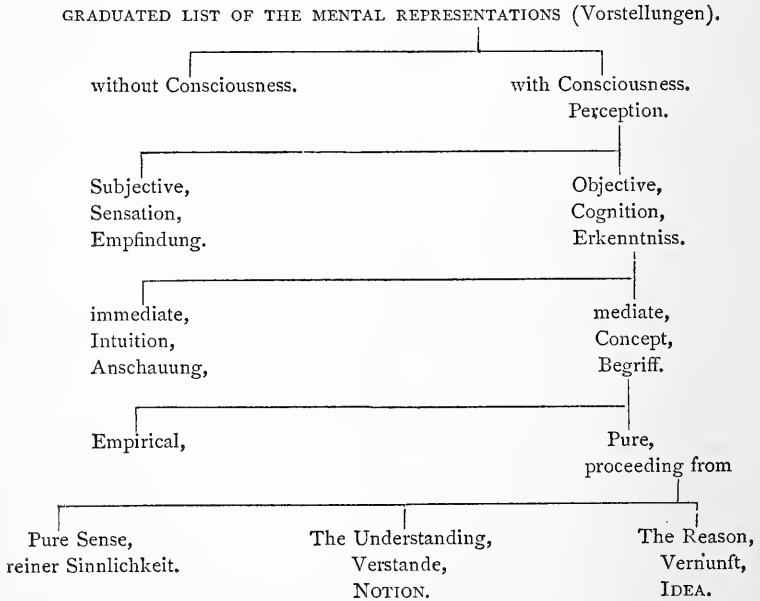 GRADUATED LIST OF THE MENTAL REPRESENTATIONS (Vorstellungen).
without Consciousness.
with Consciousness.
Perception.
Subjective,
Sensation,
Empfindung.
Objective,
Cognition,
Erkenntniss.
immediate,
Intuition,
Anschauung,
mediate,
Concept,
Begriff.
Empirical,
Pure,
proceeding from
Pure Sense,
reiner Sinnlichkeit.
The Understanding,
Verstande,
NOTION.
The Reason,
Vernunft,
IDEA.